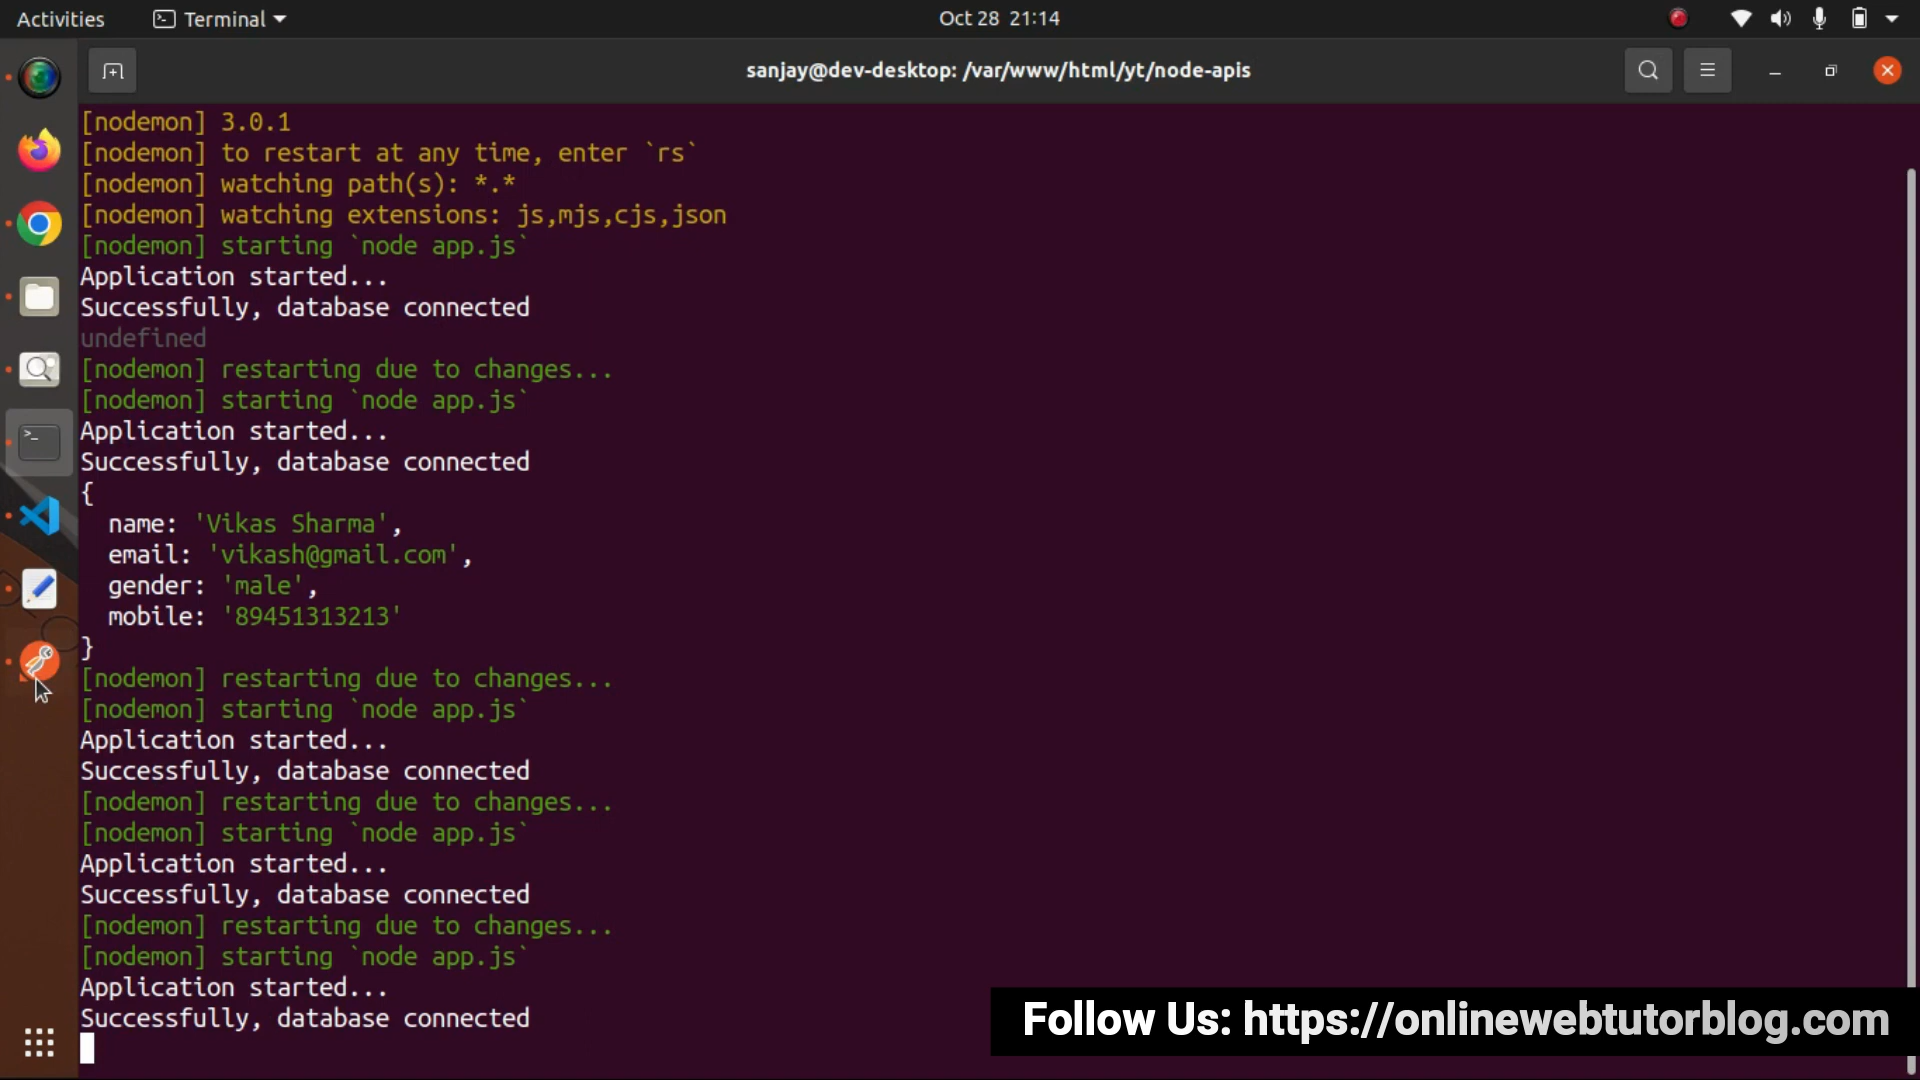 Activities
Terminal
Oct 28 21:14
sanjay@dev-desktop: /var/www/html/yt/node-apis
[nodemon] 3.0.1
[nodemon] to restart at any time, enter `rs`
[nodemon] watching path(s): *.*
[nodemon] watching extensions: js,mjs,cjs,json
[nodemon] starting `node app.js`
Application started...
Successfully, database connected
undefined
[nodemon] restarting due to changes...
[nodemon] starting `node app.js`
Application started...
Successfully, database connected
{
  name: 'Vikas Sharma',
  email: 'vikash@gmail.com',
  gender: 'male',
  mobile: '89451313213'
}
[nodemon] restarting due to changes...
[nodemon] starting `node app.js`
Application started...
Successfully, database connected
[nodemon] restarting due to changes...
[nodemon] starting `node app.js`
Application started...
Successfully, database connected
[nodemon] restarting due to changes...
[nodemon] starting `node app.js`
Application started...
Successfully, database connected
Follow Us: https://onlinewebtutorblog.com